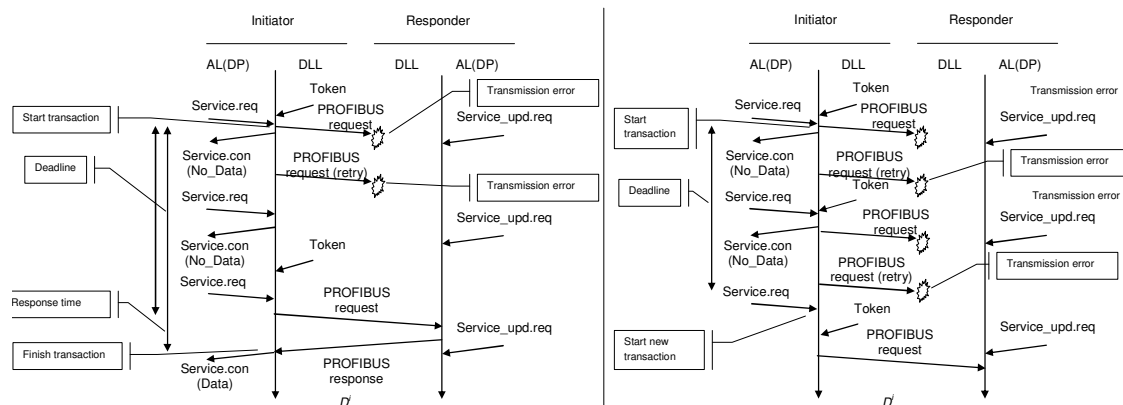 Initiator
Responder
AL(DP)
DLL
DLL
AL(DP)
Token
Transmission error
Service.req
PROFIBUS
request
Service_upd.req
Start transaction
Service.con
(No_Data)
PROFIBUS
request (retry)
Deadline
Transmission error
Service.req
Service_upd.req
Service.con
(No_Data)
Token
Service.req
Response time
PROFIBUS
request
Service_upd.req
Finish transaction
Service.con
(Data)
PROFIBUS
response
D^i
Initiator
Responder
AL(DP)
DLL
DLL
AL(DP)
Token
Transmission error
Service.req
PROFIBUS
request
Service_upd.req
Start
transaction
Service.con
(No_Data)
PROFIBUS
request (retry)
Transmission error
Token
Deadline
Service.req
Transmission error
PROFIBUS
request
Service_upd.req
Service.con
(No_Data)
PROFIBUS
request (retry)
Transmission error
Service.req
Token
Service_upd.req
Start new
transaction
PROFIBUS
request
D^i